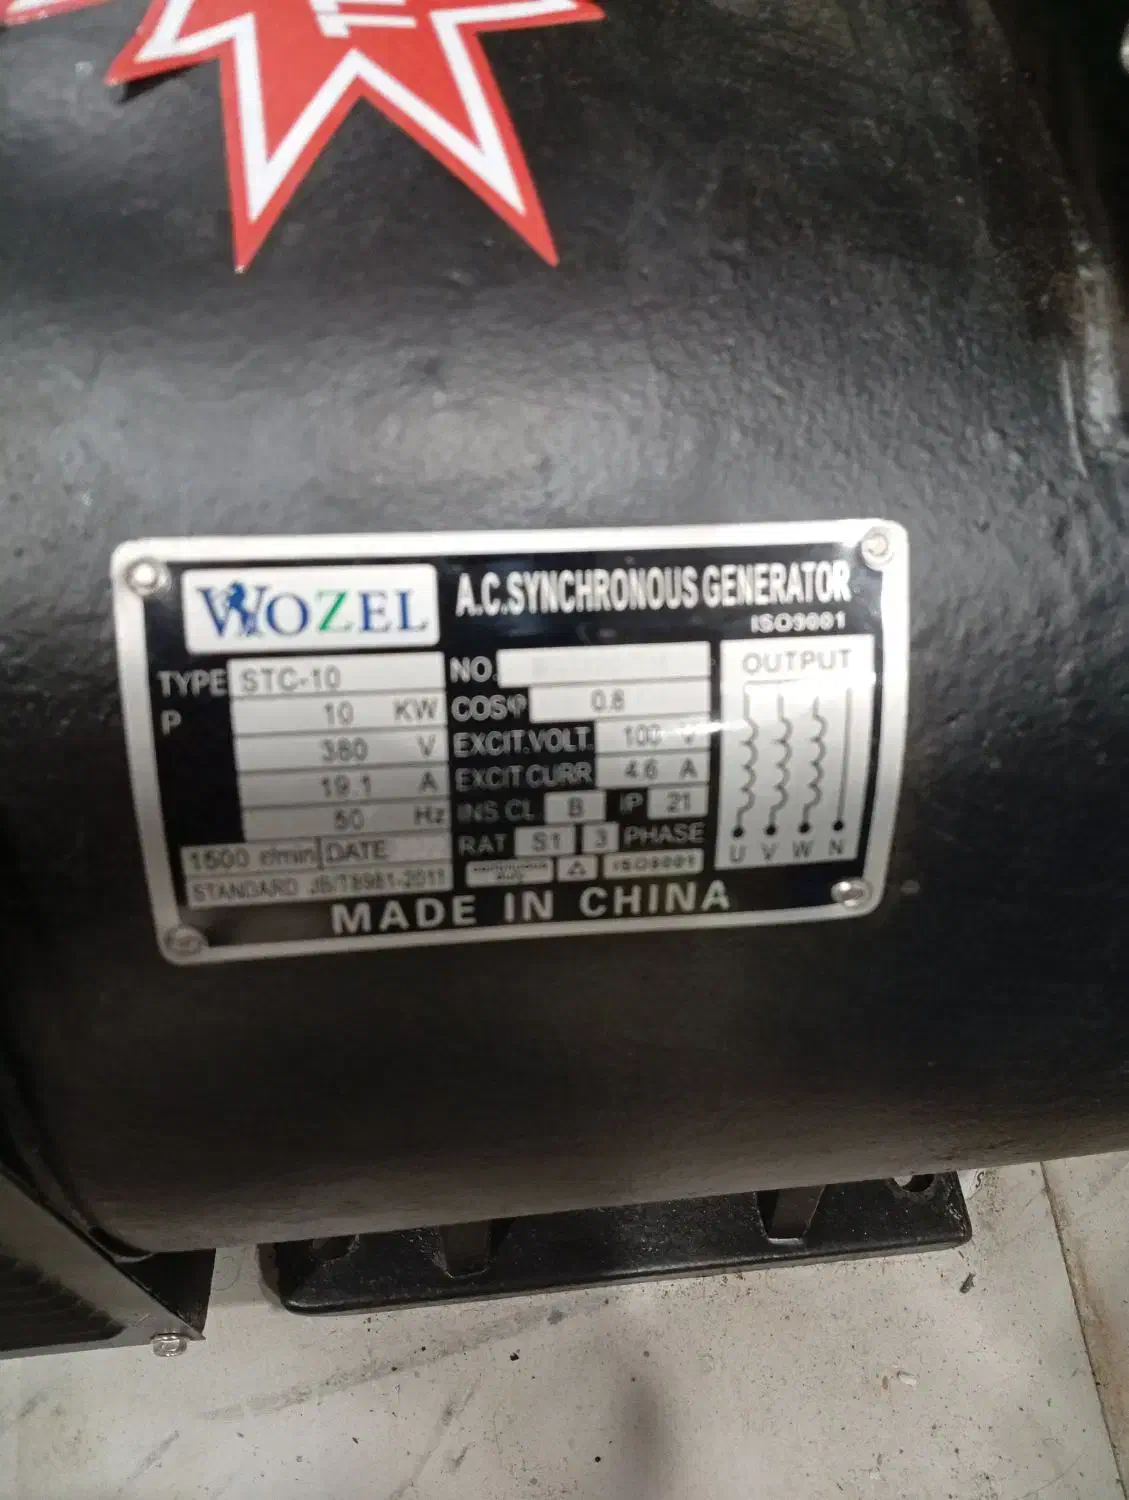 WOZEL
A.C.SYNCHRONOUS GENERATOR
ISO9001
TYPE STC-10
P 10 KW
380 V
19.1 A
50 Hz
1500 r/min DATE
STANDARD JB/T8981-2011
NO.
COSφ 0.8
EXCIT.VOLT. 100 V
EXCIT.CURR 4.6 A
INS CL B IP 21
RAT S1 3 PHASE
ISO9001
OUTPUT
U V W N
MADE IN CHINA